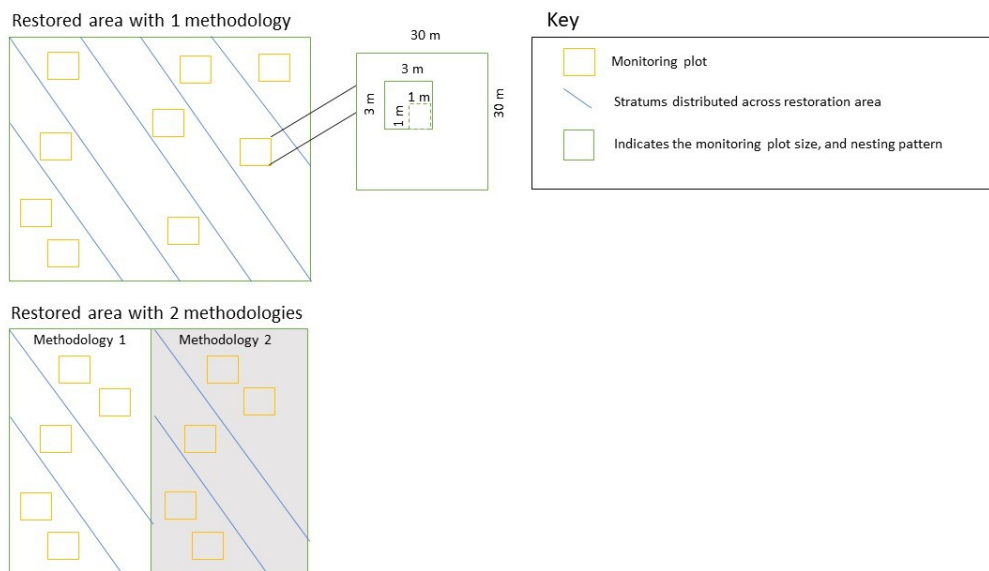 Restored area with 1 methodology
30 m
3 m
3 m
1 m
1 m
30 m
Key
Monitoring plot
Stratums distributed across restoration area
Indicates the monitoring plot size, and nesting pattern
Restored area with 2 methodologies
Methodology 1
Methodology 2